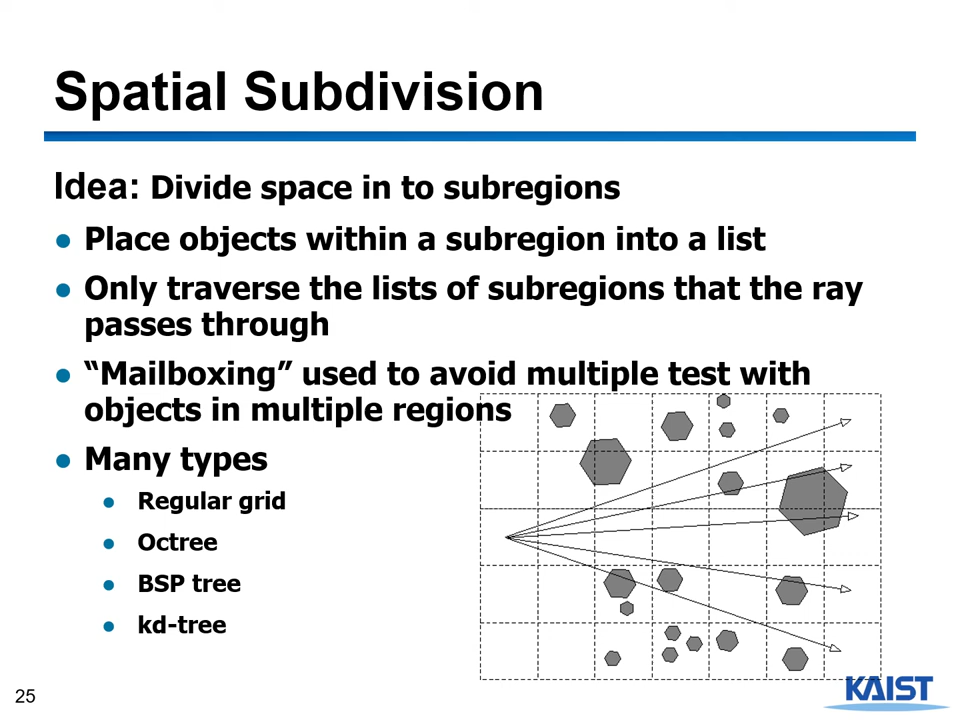 Spatial Subdivision
Idea: Divide space in to subregions
● Place objects within a subregion into a list
● Only traverse the lists of subregions that the ray
passes through
● “Mailboxing” used to avoid multiple test with
objects in multiple regions
● Many types
● Regular grid
● Octree
● BSP tree
● kd-tree
25
KAIST